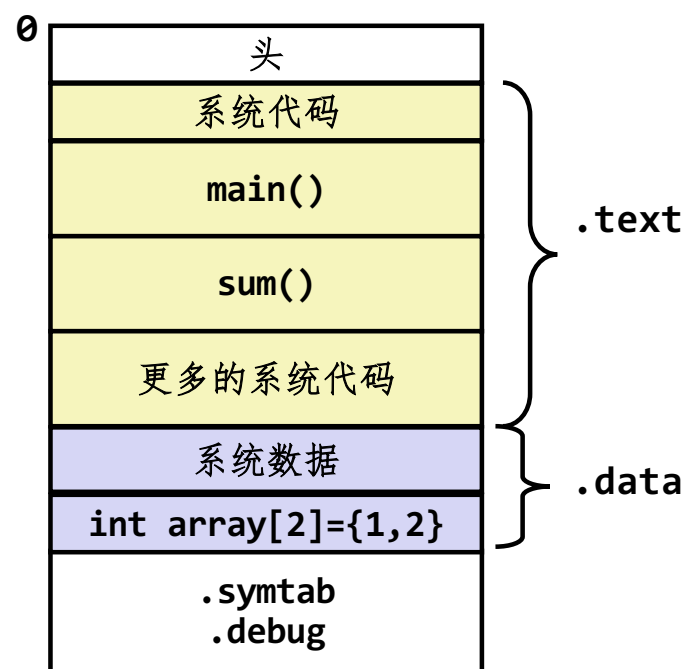 0
头
系统代码
main()
.text
sum()
更多的系统代码
系统数据
.data
int array[2]={1,2}
.symtab
.debug